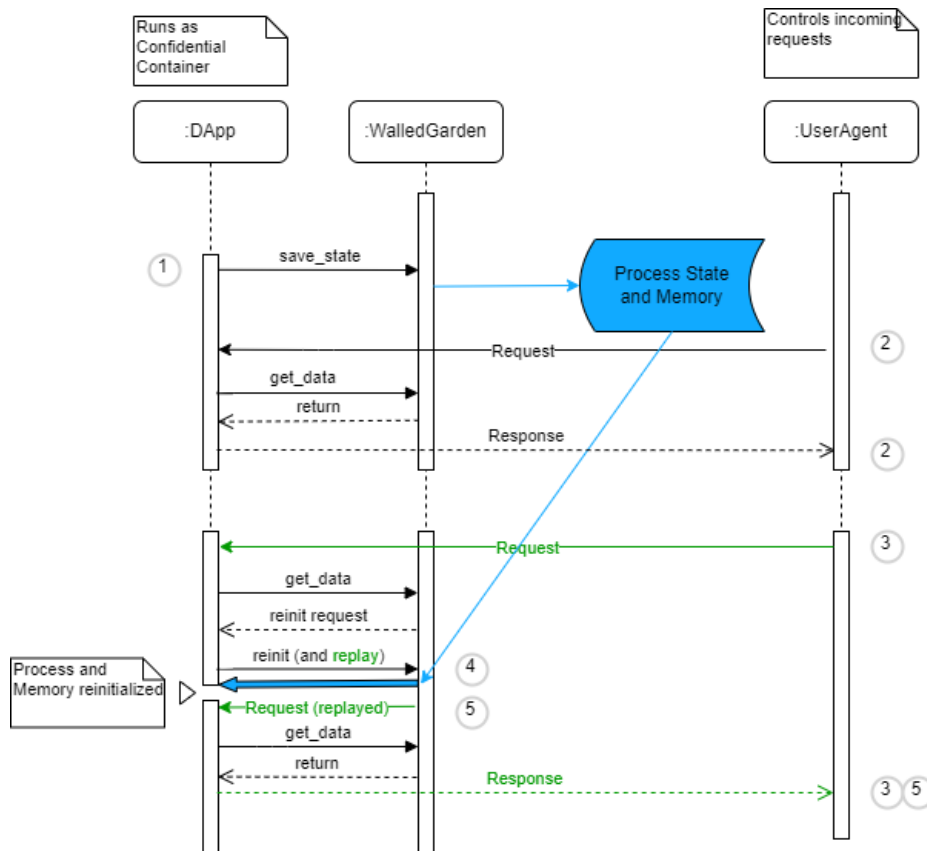 Runs as
Confidential
Container
Controls incoming
requests
:DApp
:WalledGarden
:UserAgent
1
save_state
Process State
and Memory
Request
2
get_data
return
Response
2
Request
3
get_data
reinit request
reinit (and replay)
4
Process and
Memory reinitialized
Request (replayed)
5
get_data
return
Response
3
5